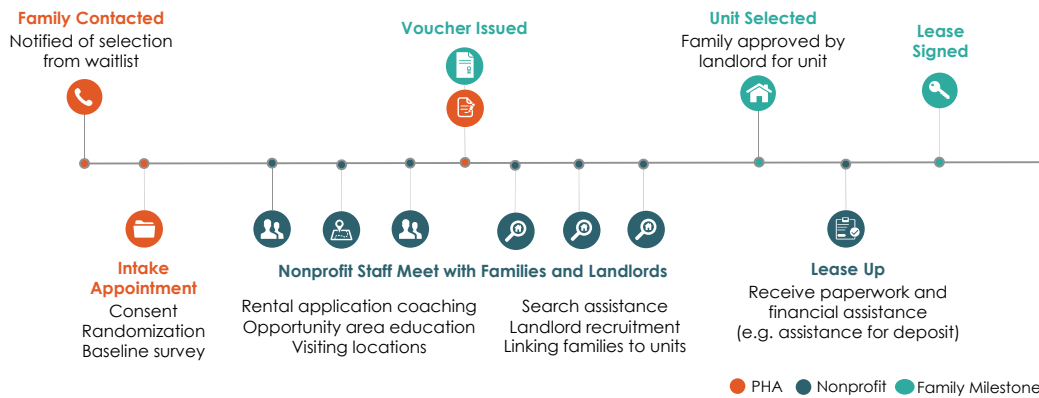 Family Contacted
Notified of selection
from waitlist
Voucher Issued
Unit Selected
Family approved by
landlord for unit
Lease
Signed
Intake
Appointment
Consent
Randomization
Baseline survey
Nonprofit Staff Meet with Families and Landlords
Rental application coaching
Opportunity area education
Visiting locations
Search assistance
Landlord recruitment
Linking families to units
Lease Up
Receive paperwork and
financial assistance
(e.g. assistance for deposit)
PHA
Nonprofit
Family Milestone